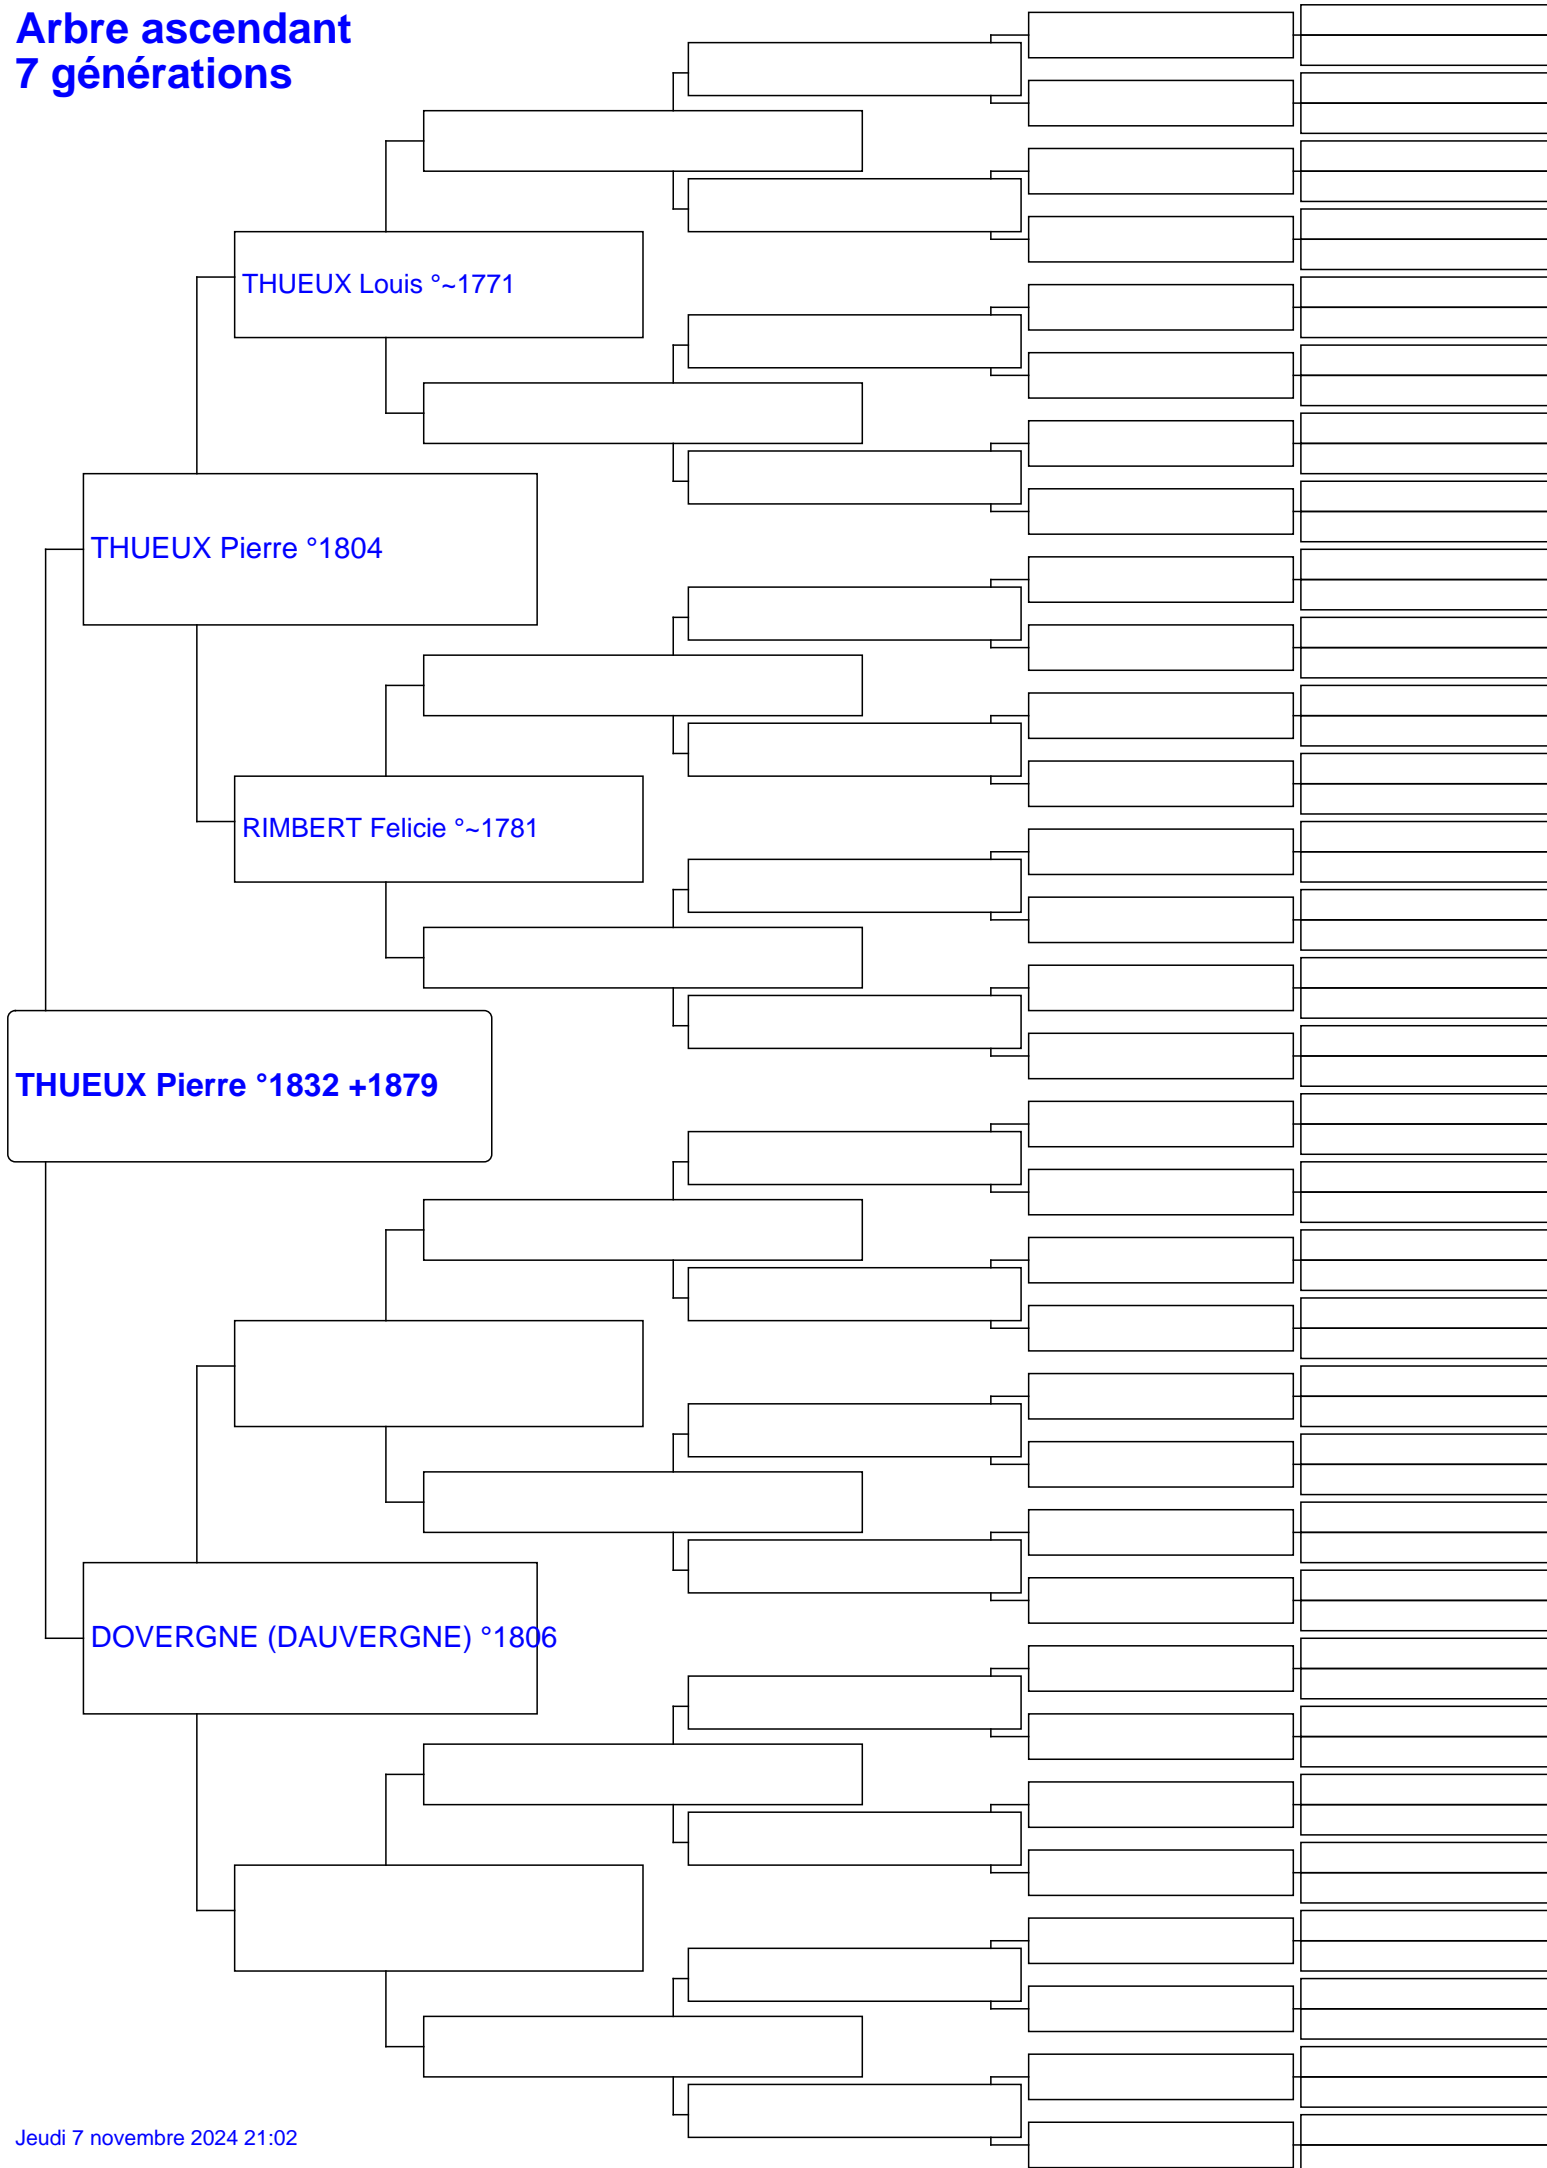 Arbre ascendant
7 générations
THUEUX Louis °~1771
THUEUX Pierre °1804
RIMBERT Felicie °~1781
THUEUX Pierre °1832 +1879
DOVERGNE (DAUVERGNE) °1806
Jeudi 7 novembre 2024 21:02